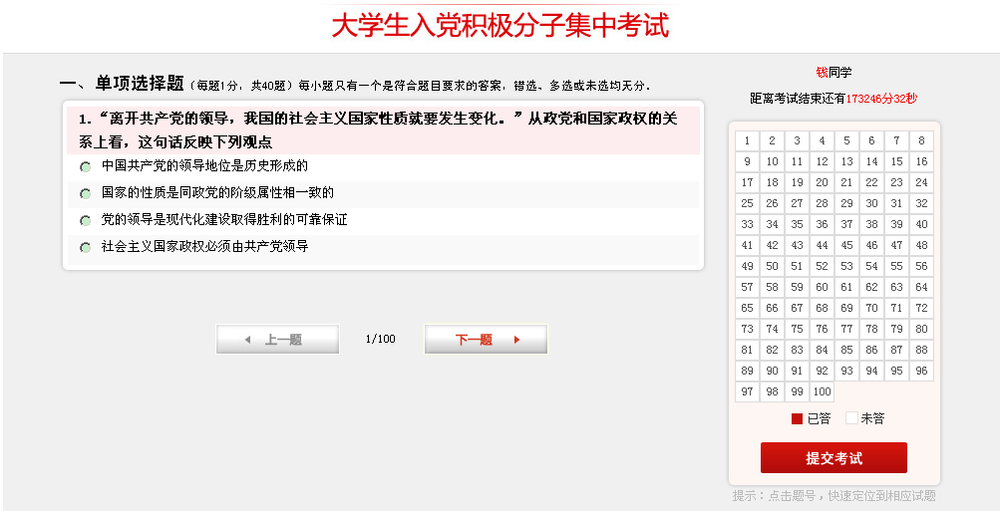 大学生入党积极分子集中考试
一、单项选择题（每题1分，共40题）每小题只有一个是符合题目要求的答案，错选、多选或未选均无分．
1.“离开共产党的领导，我国的社会主义国家性质就要发生变化。”从政党和国家政权的关
系上看，这句话反映下列观点
中国共产党的领导地位是历史形成的
国家的性质是同政党的阶级属性相一致的
党的领导是现代化建设取得胜利的可靠保证
社会主义国家政权必须由共产党领导
上一题 1/100 下一题
钱同学
距离考试结束还有173246分32秒
1 2 3 4 5 6 7 8
9 10 11 12 13 14 15 16
17 18 19 20 21 22 23 24
25 26 27 28 29 30 31 32
33 34 35 36 37 38 39 40
41 42 43 44 45 46 47 48
49 50 51 52 53 54 55 56
57 58 59 60 61 62 63 64
65 66 67 68 69 70 71 72
73 74 75 76 77 78 79 80
81 82 83 84 85 86 87 88
89 90 91 92 93 94 95 96
97 98 99 100
已答 未答
提交考试
提示：点击题号，快速定位到相应试题